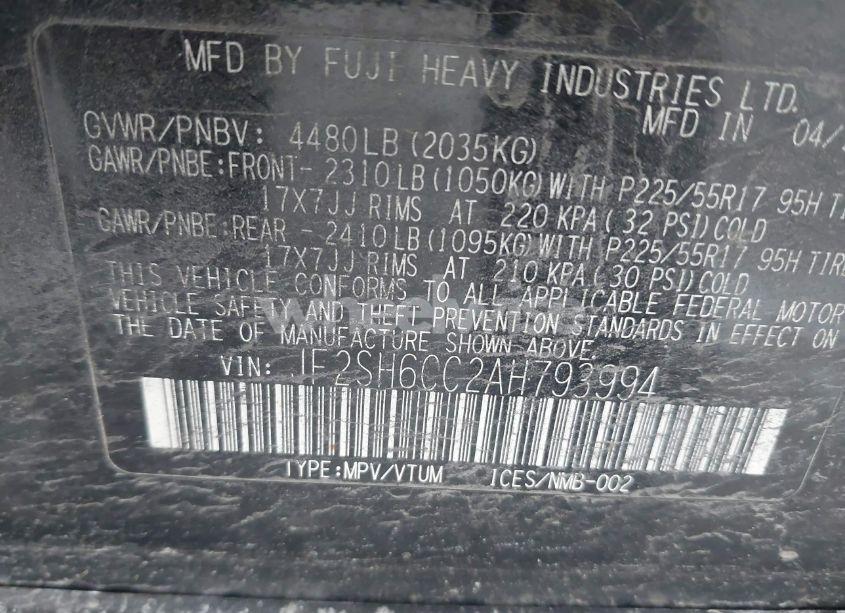 MFD BY FUJI HEAVY INDUSTRIES LTD.
MFD IN 04/
GVWR/PNBV: 4480LB(2035KG)
GAWR/PNBE:FRONT-2310LB(1050KG)WITH P225/55R17 95H TI
17X7JJ RIMS AT 220 KPA(32 PSI)COLD
GAWR/PNBE:REAR -2410LB(1095KG)WITH P225/55R17 95H TIRE
17X7JJ RIMS AT 210 KPA(30 PSI)COLD
THIS VEHICLE CONFORMS TO ALL APPLICABLE FEDERAL MOTOR
VEHICLE SAFETY AND THEFT PREVENTION STANDARDS IN EFFECT ON
THE DATE OF MANUFACTURE SHOWN ABOVE.
VIN: JF2SH6CC2AH793994
TYPE:MPV/VTUM ICES/NMB-002